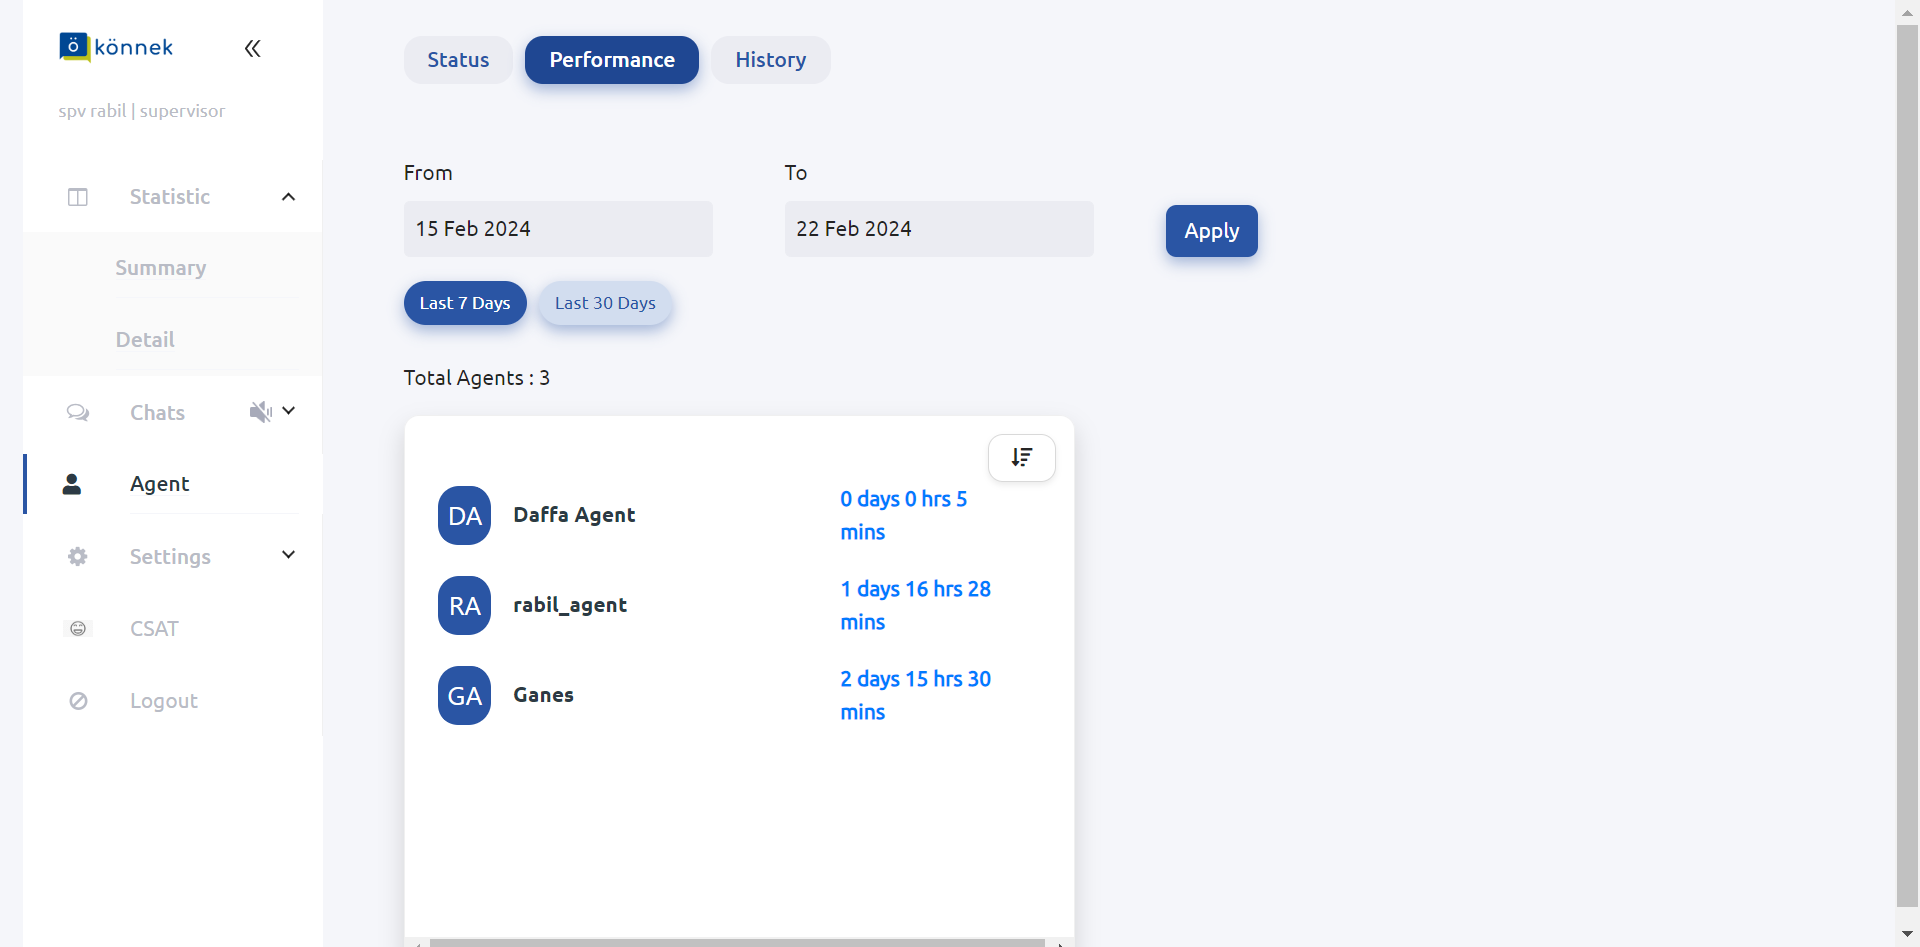 ö könnek
spv rabil | supervisor
Statistic
Summary
Detail
Chats
Agent
Settings
CSAT
Logout
Status
Performance
History
From
To
15 Feb 2024
22 Feb 2024
Apply
Last 7 Days
Last 30 Days
Total Agents : 3
DA
Daffa Agent
0 days 0 hrs 5
mins
RA
rabil_agent
1 days 16 hrs 28
mins
GA
Ganes
2 days 15 hrs 30
mins